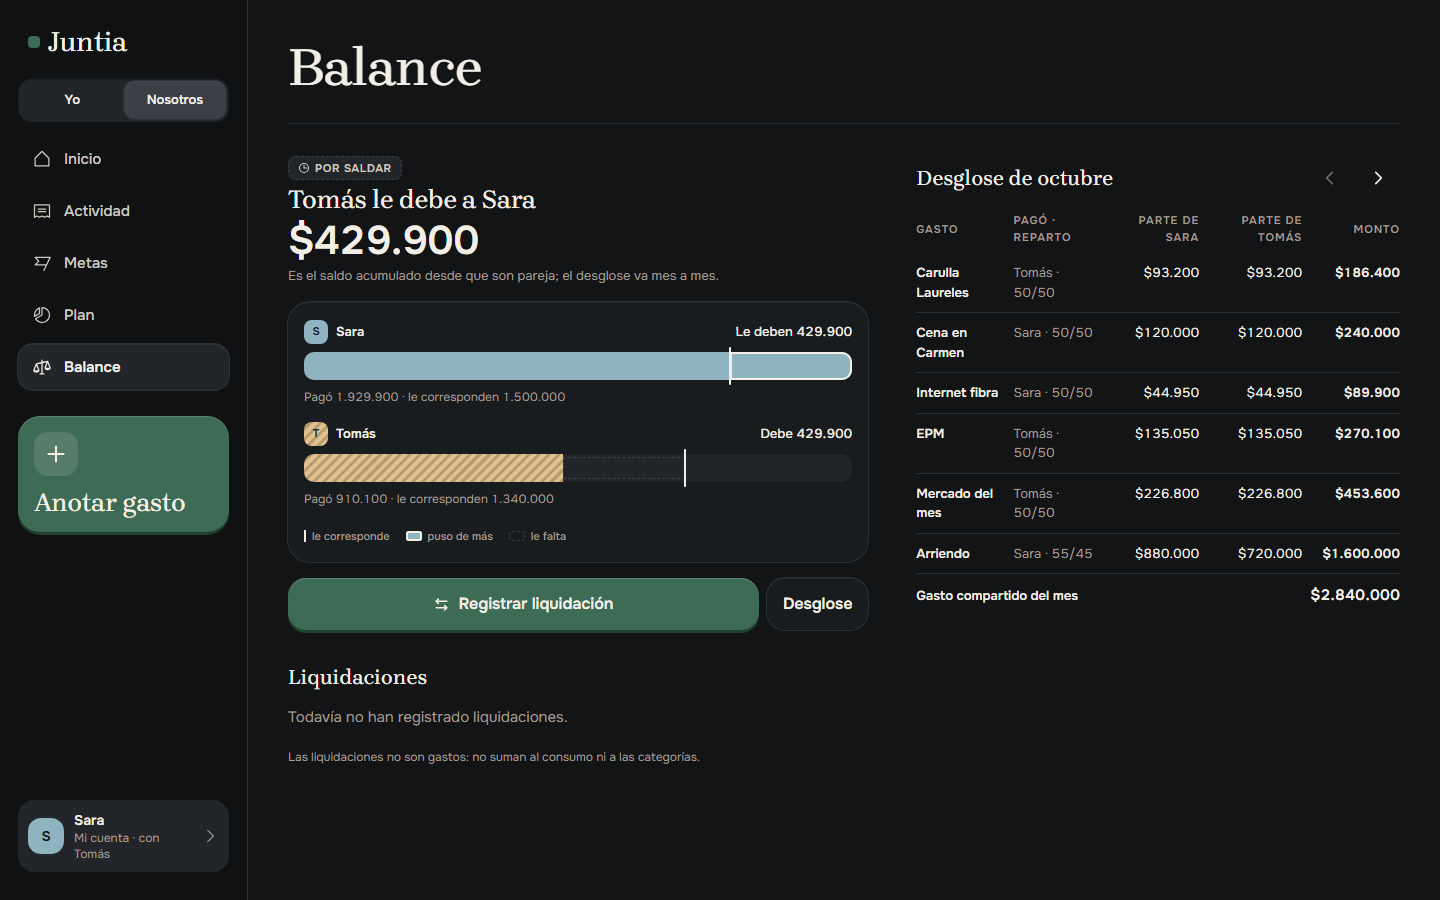 Juntia
Yo
Nosotros
Inicio
Actividad
Metas
Plan
Balance
Anotar gasto
S
Sara
Mi cuenta · con
Tomás
Balance
POR SALDAR
Tomás le debe a Sara
$429.900
Es el saldo acumulado desde que son pareja; el desglose va mes a mes.
S Sara Le deben 429.900
Pagó 1.929.900 · le corresponden 1.500.000
T Tomás Debe 429.900
Pagó 910.100 · le corresponden 1.340.000
le corresponde puso de más le falta
Registrar liquidación
Desglose
Liquidaciones
Todavía no han registrado liquidaciones.
Las liquidaciones no son gastos: no suman al consumo ni a las categorías.
Desglose de octubre
GASTO
PAGÓ ·
REPARTO
PARTE DE
SARA
PARTE DE
TOMÁS
MONTO
Carulla
Laureles
Tomás ·
50/50
$93.200
$93.200
$186.400
Cena en
Carmen
Sara · 50/50
$120.000
$120.000
$240.000
Internet fibra
Sara · 50/50
$44.950
$44.950
$89.900
EPM
Tomás ·
50/50
$135.050
$135.050
$270.100
Mercado del
mes
Tomás ·
50/50
$226.800
$226.800
$453.600
Arriendo
Sara · 55/45
$880.000
$720.000
$1.600.000
Gasto compartido del mes
$2.840.000